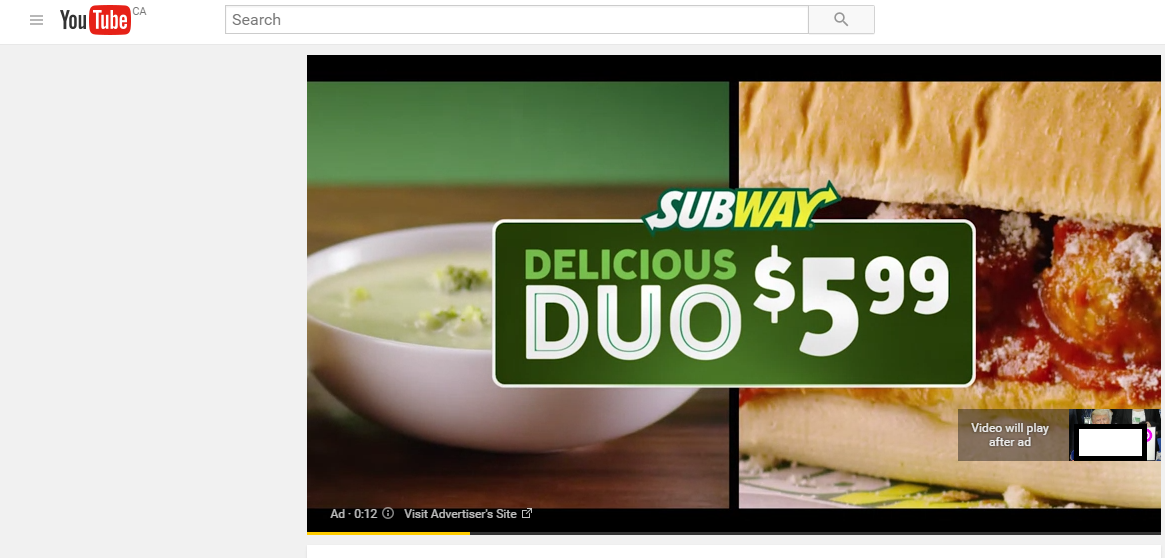 YouTube CA
Search
SUBWAY
DELICIOUS
DUO $5 99
Video will play
after ad
Ad · 0:12
Visit Advertiser's Site